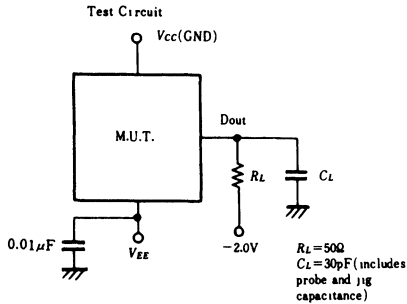 Test Circuit
Vcc(GND)
M.U.T.
Dout
RL
CL
0.01μF
VEE
−2.0V
RL=50Ω
CL=30pF(includes
probe and jig
capacitance)